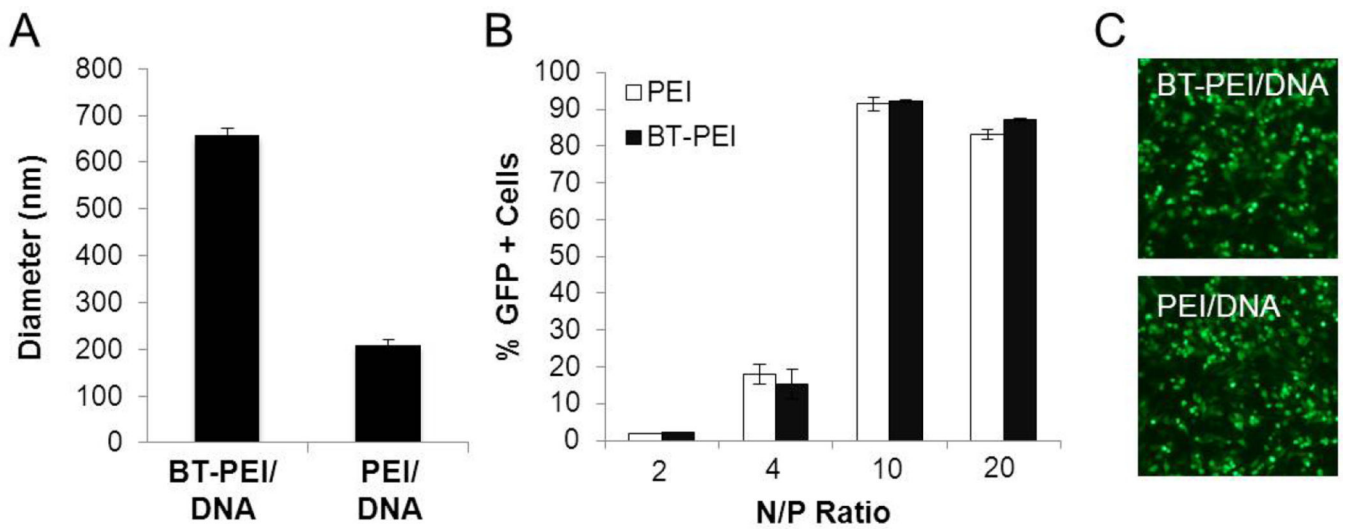 A
800
700
600
500
400
300
200
100
0
Diameter (nm)
BT-PEI/
DNA
PEI/
DNA
B
100
90
80
70
60
50
40
30
20
10
0
% GFP + Cells
PEI
BT-PEI
2 4 10 20
N/P Ratio
C
BT-PEI/DNA
PEI/DNA